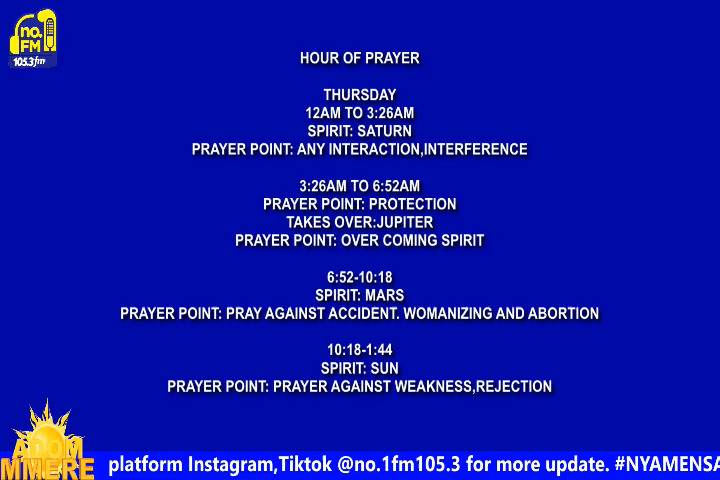 no.
FM
105.3fm
HOUR OF PRAYER
THURSDAY
12AM TO 3:26AM
SPIRIT: SATURN
PRAYER POINT: ANY INTERACTION,INTERFERENCE
3:26AM TO 6:52AM
PRAYER POINT: PROTECTION
TAKES OVER:JUPITER
PRAYER POINT: OVER COMING SPIRIT
6:52-10:18
SPIRIT: MARS
PRAYER POINT: PRAY AGAINST ACCIDENT. WOMANIZING AND ABORTION
10:18-1:44
SPIRIT: SUN
PRAYER POINT: PRAYER AGAINST WEAKNESS,REJECTION
ADOM
MMERE
platform Instagram,Tiktok @no.1fm105.3 for more update. #NYAMENSA